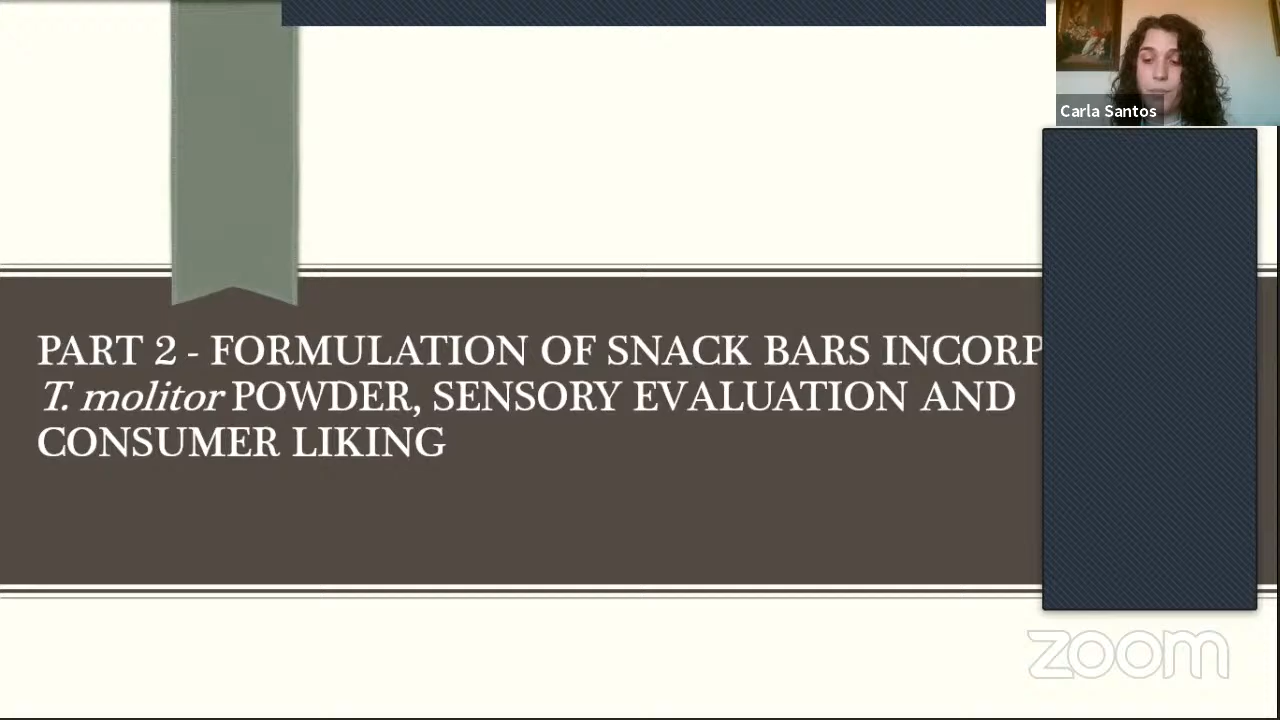 Carla Santos
PART 2 - FORMULATION OF SNACK BARS INCORP
T. molitor POWDER, SENSORY EVALUATION AND
CONSUMER LIKING
zoom